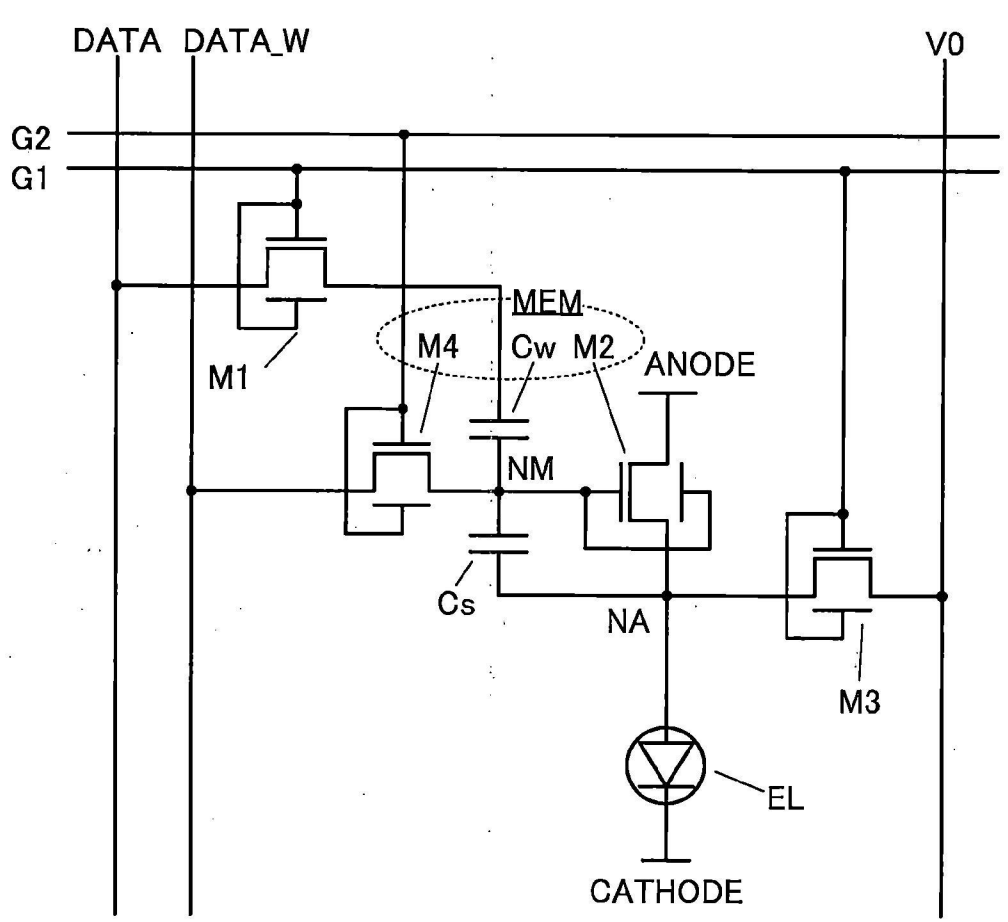 DATA DATA_W V0
G2
G1
MEM
M4 Cw M2
ANODE
M1
NM
Cs
NA
M3
EL
CATHODE